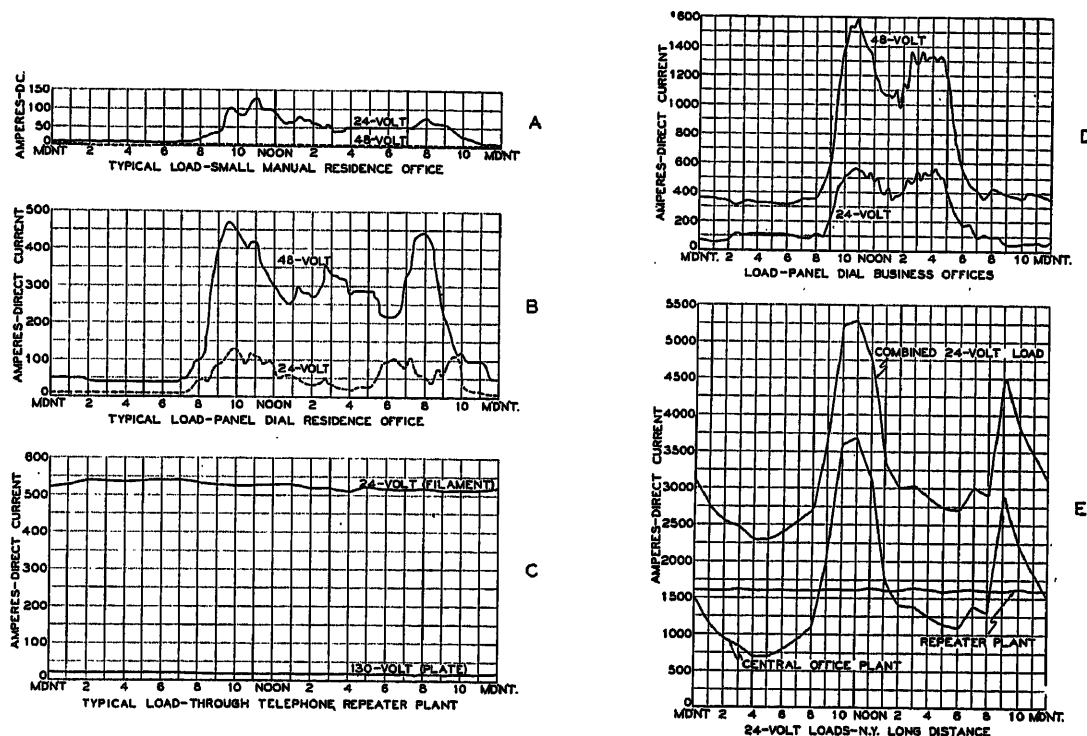 AMPERES-D.C.
150
100
50
0
24-VOLT
48-VOLT
MDNT 2 4 6 8 10 NOON 2 4 6 8 10 MDNT
TYPICAL LOAD-SMALL MANUAL RESIDENCE OFFICE
A
AMPERES-DIRECT CURRENT
500
400
300
200
100
0
48-VOLT
24-VOLT
MDNT 2 4 6 8 10 NOON 2 4 6 8 10 MDNT.
TYPICAL LOAD-PANEL DIAL RESIDENCE OFFICE
B
AMPERES-DIRECT CURRENT
600
500
400
300
200
100
0
24-VOLT (FILAMENT)
130-VOLT (PLATE)
MDNT 2 4 6 8 10 NOON 2 4 6 8 10 MDNT.
TYPICAL LOAD-THROUGH TELEPHONE REPEATER PLANT
C
AMPERES-DIRECT CURRENT
1600
1400
1200
1000
800
600
400
200
0
48-VOLT
24-VOLT
MDNT. 2 4 6 8 10 NOON 2 4 6 8 10 MDNT.
LOAD-PANEL DIAL BUSINESS OFFICES
D
AMPERES-DIRECT CURRENT
5500
5000
4500
4000
3500
3000
2500
2000
1500
1000
500
0
COMBINED 24-VOLT LOAD
REPEATER PLANT
CENTRAL OFFICE PLANT
MDNT 2 4 6 8 10 NOON 2 4 6 8 10 MDNT.
24-VOLT LOADS-N.Y. LONG DISTANCE
E